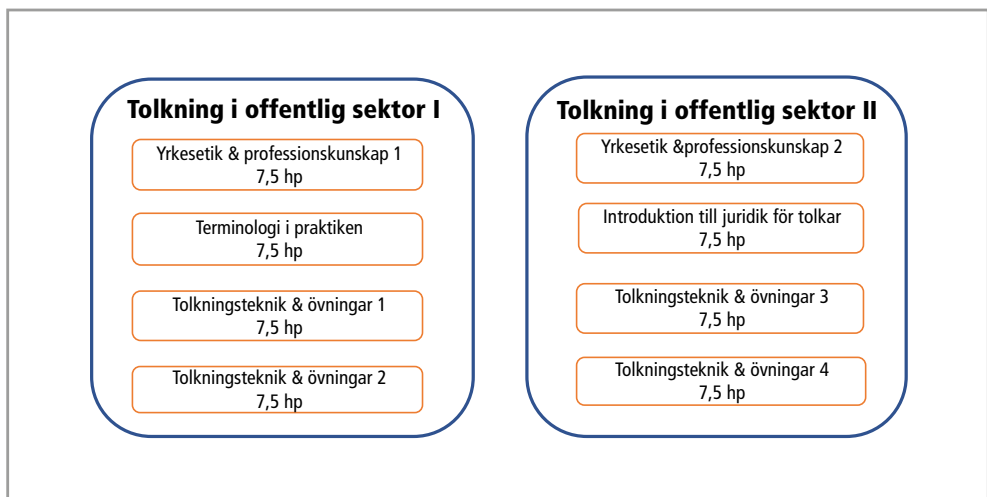 Tolkning i offentlig sektor I
Yrkesetik & professionskunskap 1
7,5 hp
Terminologi i praktiken
7,5 hp
Tolkningsteknik & övningar 1
7,5 hp
Tolkningsteknik & övningar 2
7,5 hp
Tolkning i offentlig sektor II
Yrkesetik &professionskunskap 2
7,5 hp
Introduktion till juridik för tolkar
7,5 hp
Tolkningsteknik & övningar 3
7,5 hp
Tolkningsteknik & övningar 4
7,5 hp